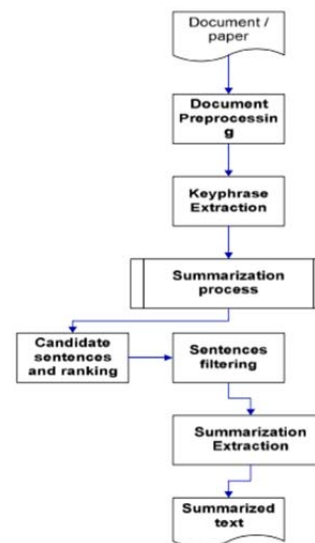 Document /
paper
Document
Preprocessin
g
Keyphrase
Extraction
Summarization
process
Candidate
sentences
and ranking
Sentences
filtering
Summarization
Extraction
Summarized
text